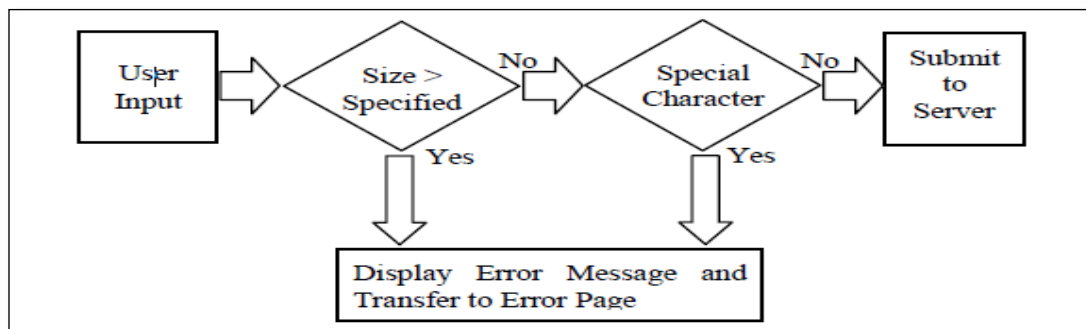 User
Input
Size >
Specified
No
Special
Character
No
Submit
to
Server
Yes
Yes
Display Error Message and
Transfer to Error Page